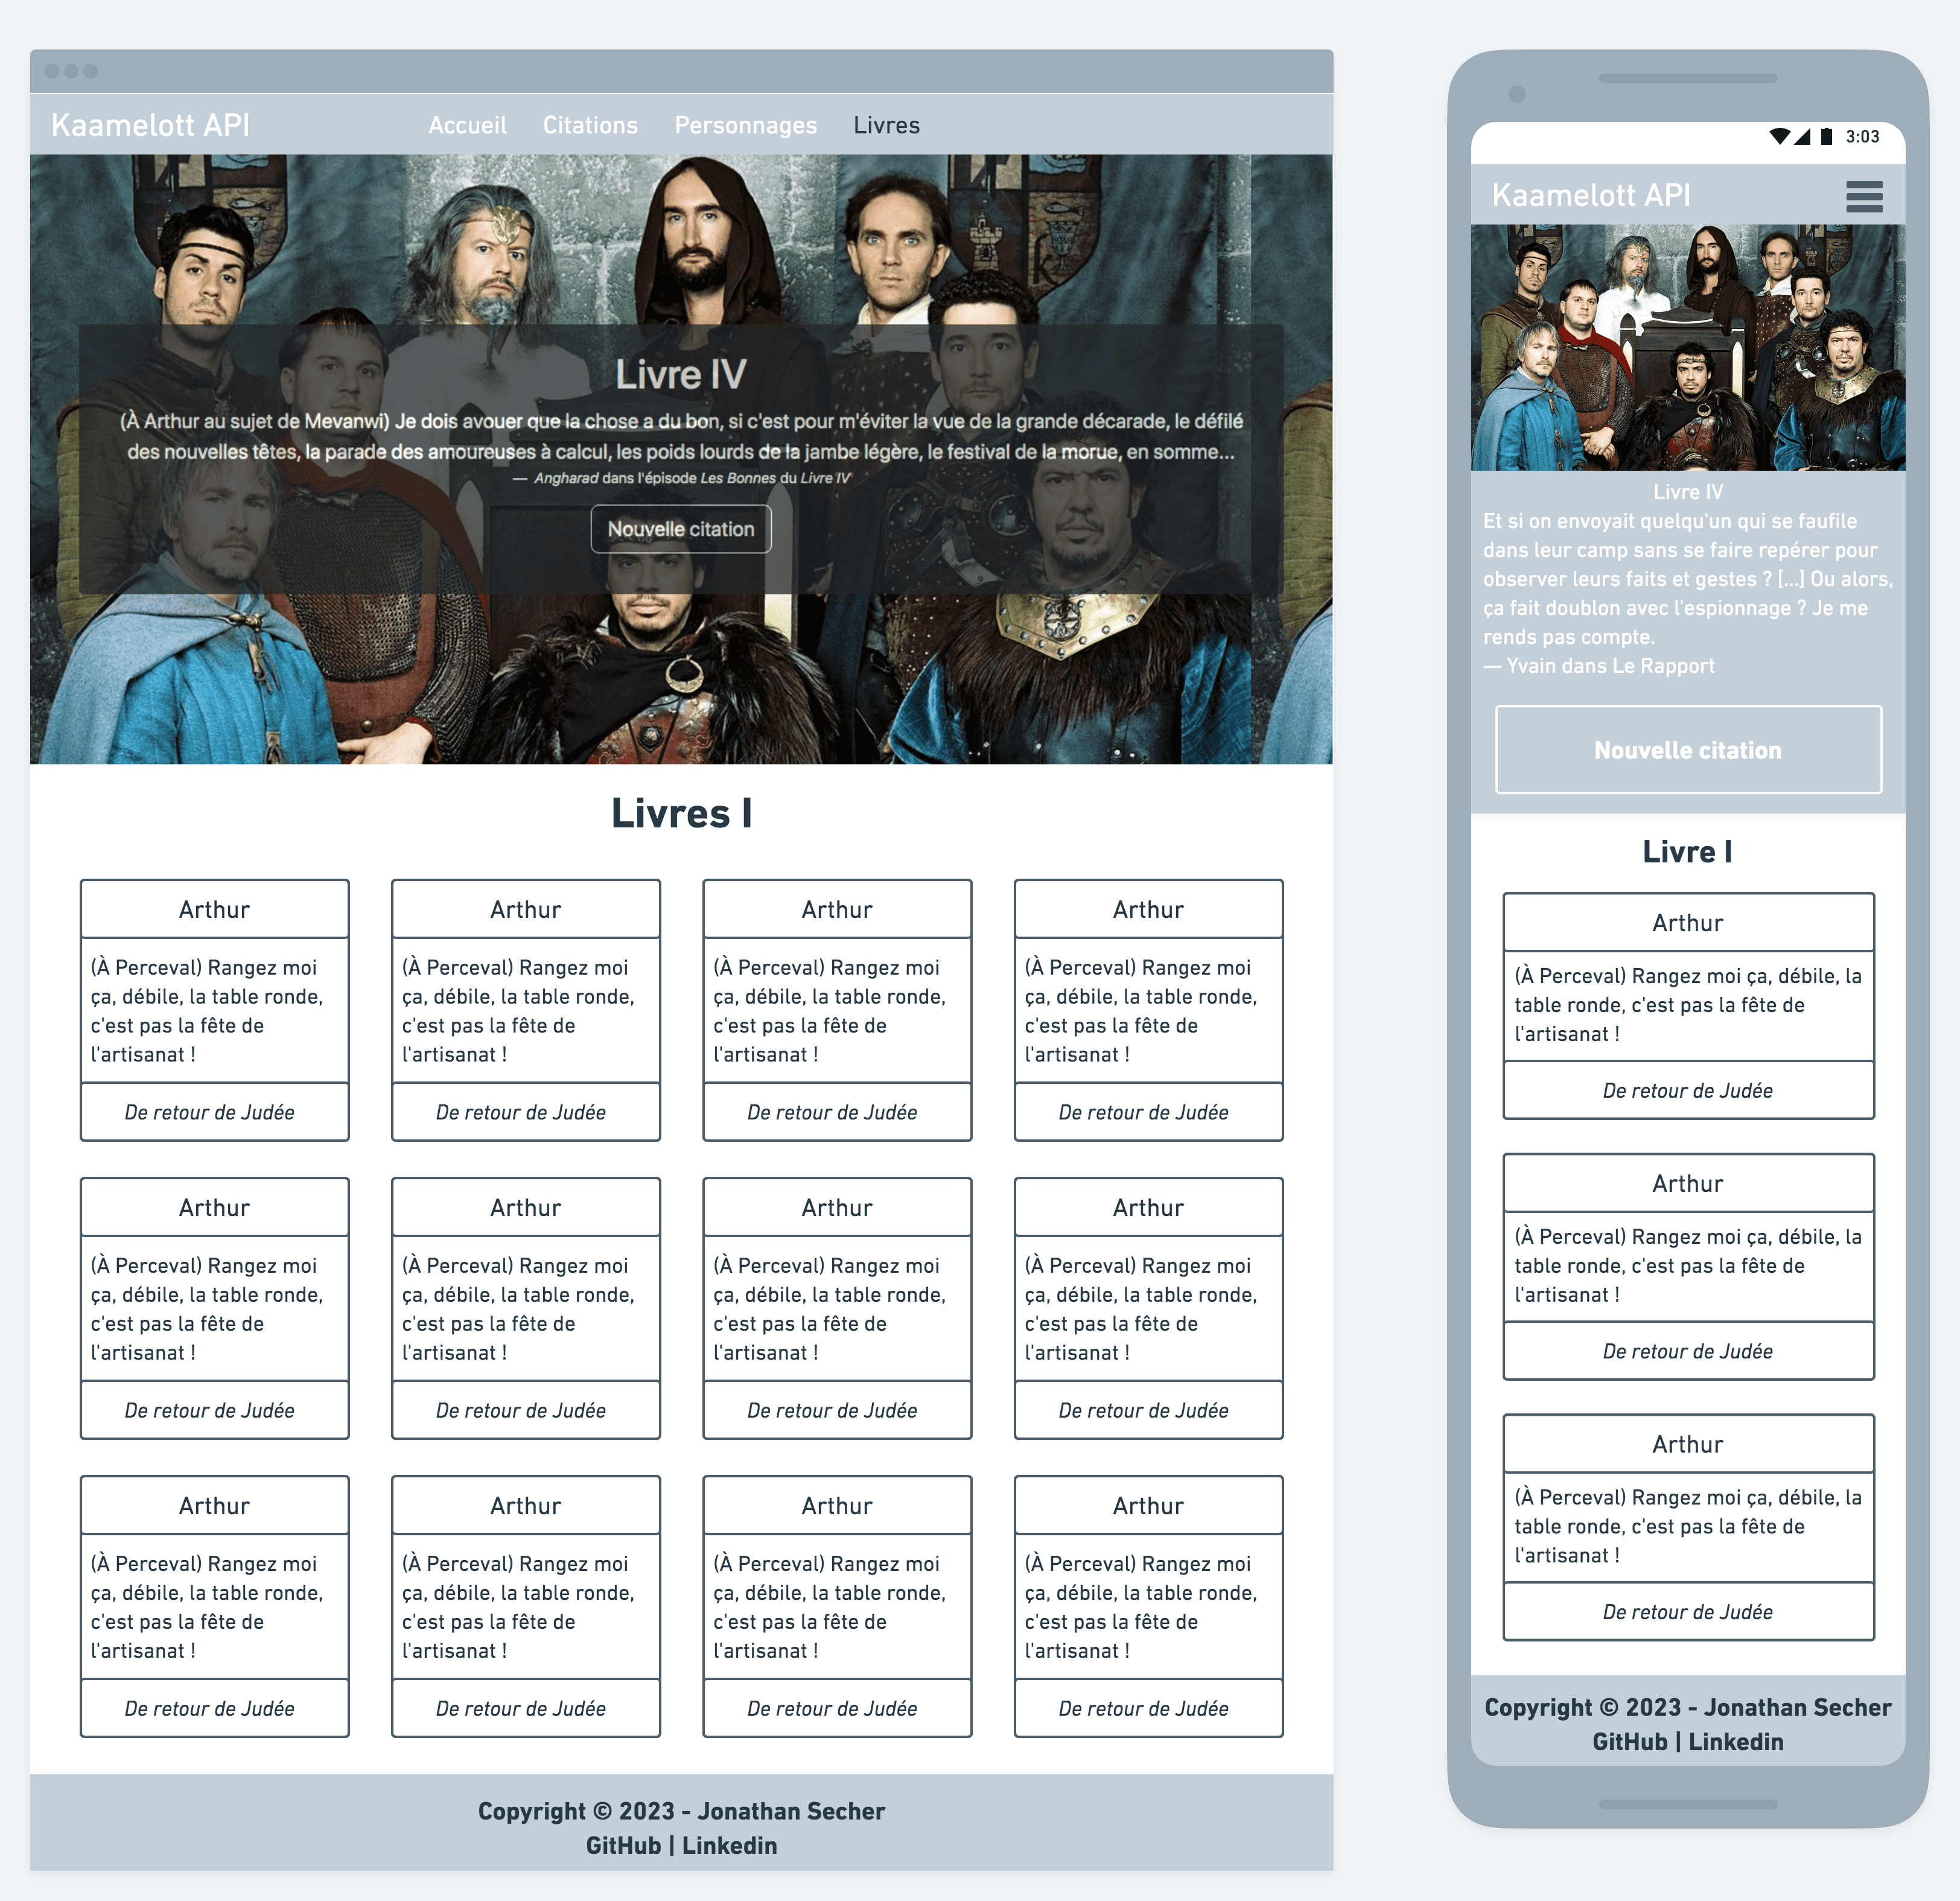 Kaamelott API
Accueil Citations Personnages Livres
Livre IV
(À Arthur au sujet de Mevanwi) Je dois avouer que la chose a du bon, si c'est pour m'éviter la vue de la grande décarade, le défilé
des nouvelles têtes, la parade des amoureuses à calcul, les poids lourds de la jambe légère, le festival de la morue, en somme...
— Angharad dans l'épisode Les Bonnes du Livre IV
Nouvelle citation
Livres I
Arthur Arthur Arthur Arthur
(À Perceval) Rangez moi (À Perceval) Rangez moi (À Perceval) Rangez moi (À Perceval) Rangez moi
ça, débile, la table ronde, ça, débile, la table ronde, ça, débile, la table ronde, ça, débile, la table ronde,
c'est pas la fête de c'est pas la fête de c'est pas la fête de c'est pas la fête de
l'artisanat ! l'artisanat ! l'artisanat ! l'artisanat !
De retour de Judée De retour de Judée De retour de Judée De retour de Judée
Arthur Arthur Arthur Arthur
(À Perceval) Rangez moi (À Perceval) Rangez moi (À Perceval) Rangez moi (À Perceval) Rangez moi
ça, débile, la table ronde, ça, débile, la table ronde, ça, débile, la table ronde, ça, débile, la table ronde,
c'est pas la fête de c'est pas la fête de c'est pas la fête de c'est pas la fête de
l'artisanat ! l'artisanat ! l'artisanat ! l'artisanat !
De retour de Judée De retour de Judée De retour de Judée De retour de Judée
Arthur Arthur Arthur Arthur
(À Perceval) Rangez moi (À Perceval) Rangez moi (À Perceval) Rangez moi (À Perceval) Rangez moi
ça, débile, la table ronde, ça, débile, la table ronde, ça, débile, la table ronde, ça, débile, la table ronde,
c'est pas la fête de c'est pas la fête de c'est pas la fête de c'est pas la fête de
l'artisanat ! l'artisanat ! l'artisanat ! l'artisanat !
De retour de Judée De retour de Judée De retour de Judée De retour de Judée
Copyright © 2023 - Jonathan Secher
GitHub | Linkedin
3:03
Kaamelott API
Livre IV
Et si on envoyait quelqu'un qui se faufile
dans leur camp sans se faire repérer pour
observer leurs faits et gestes ? [...] Ou alors,
ça fait doublon avec l'espionnage ? Je me
rends pas compte.
— Yvain dans Le Rapport
Nouvelle citation
Livre I
Arthur
(À Perceval) Rangez moi ça, débile, la
table ronde, c'est pas la fête de
l'artisanat !
De retour de Judée
Arthur
(À Perceval) Rangez moi ça, débile, la
table ronde, c'est pas la fête de
l'artisanat !
De retour de Judée
Arthur
(À Perceval) Rangez moi ça, débile, la
table ronde, c'est pas la fête de
l'artisanat !
De retour de Judée
Copyright © 2023 - Jonathan Secher
GitHub | Linkedin